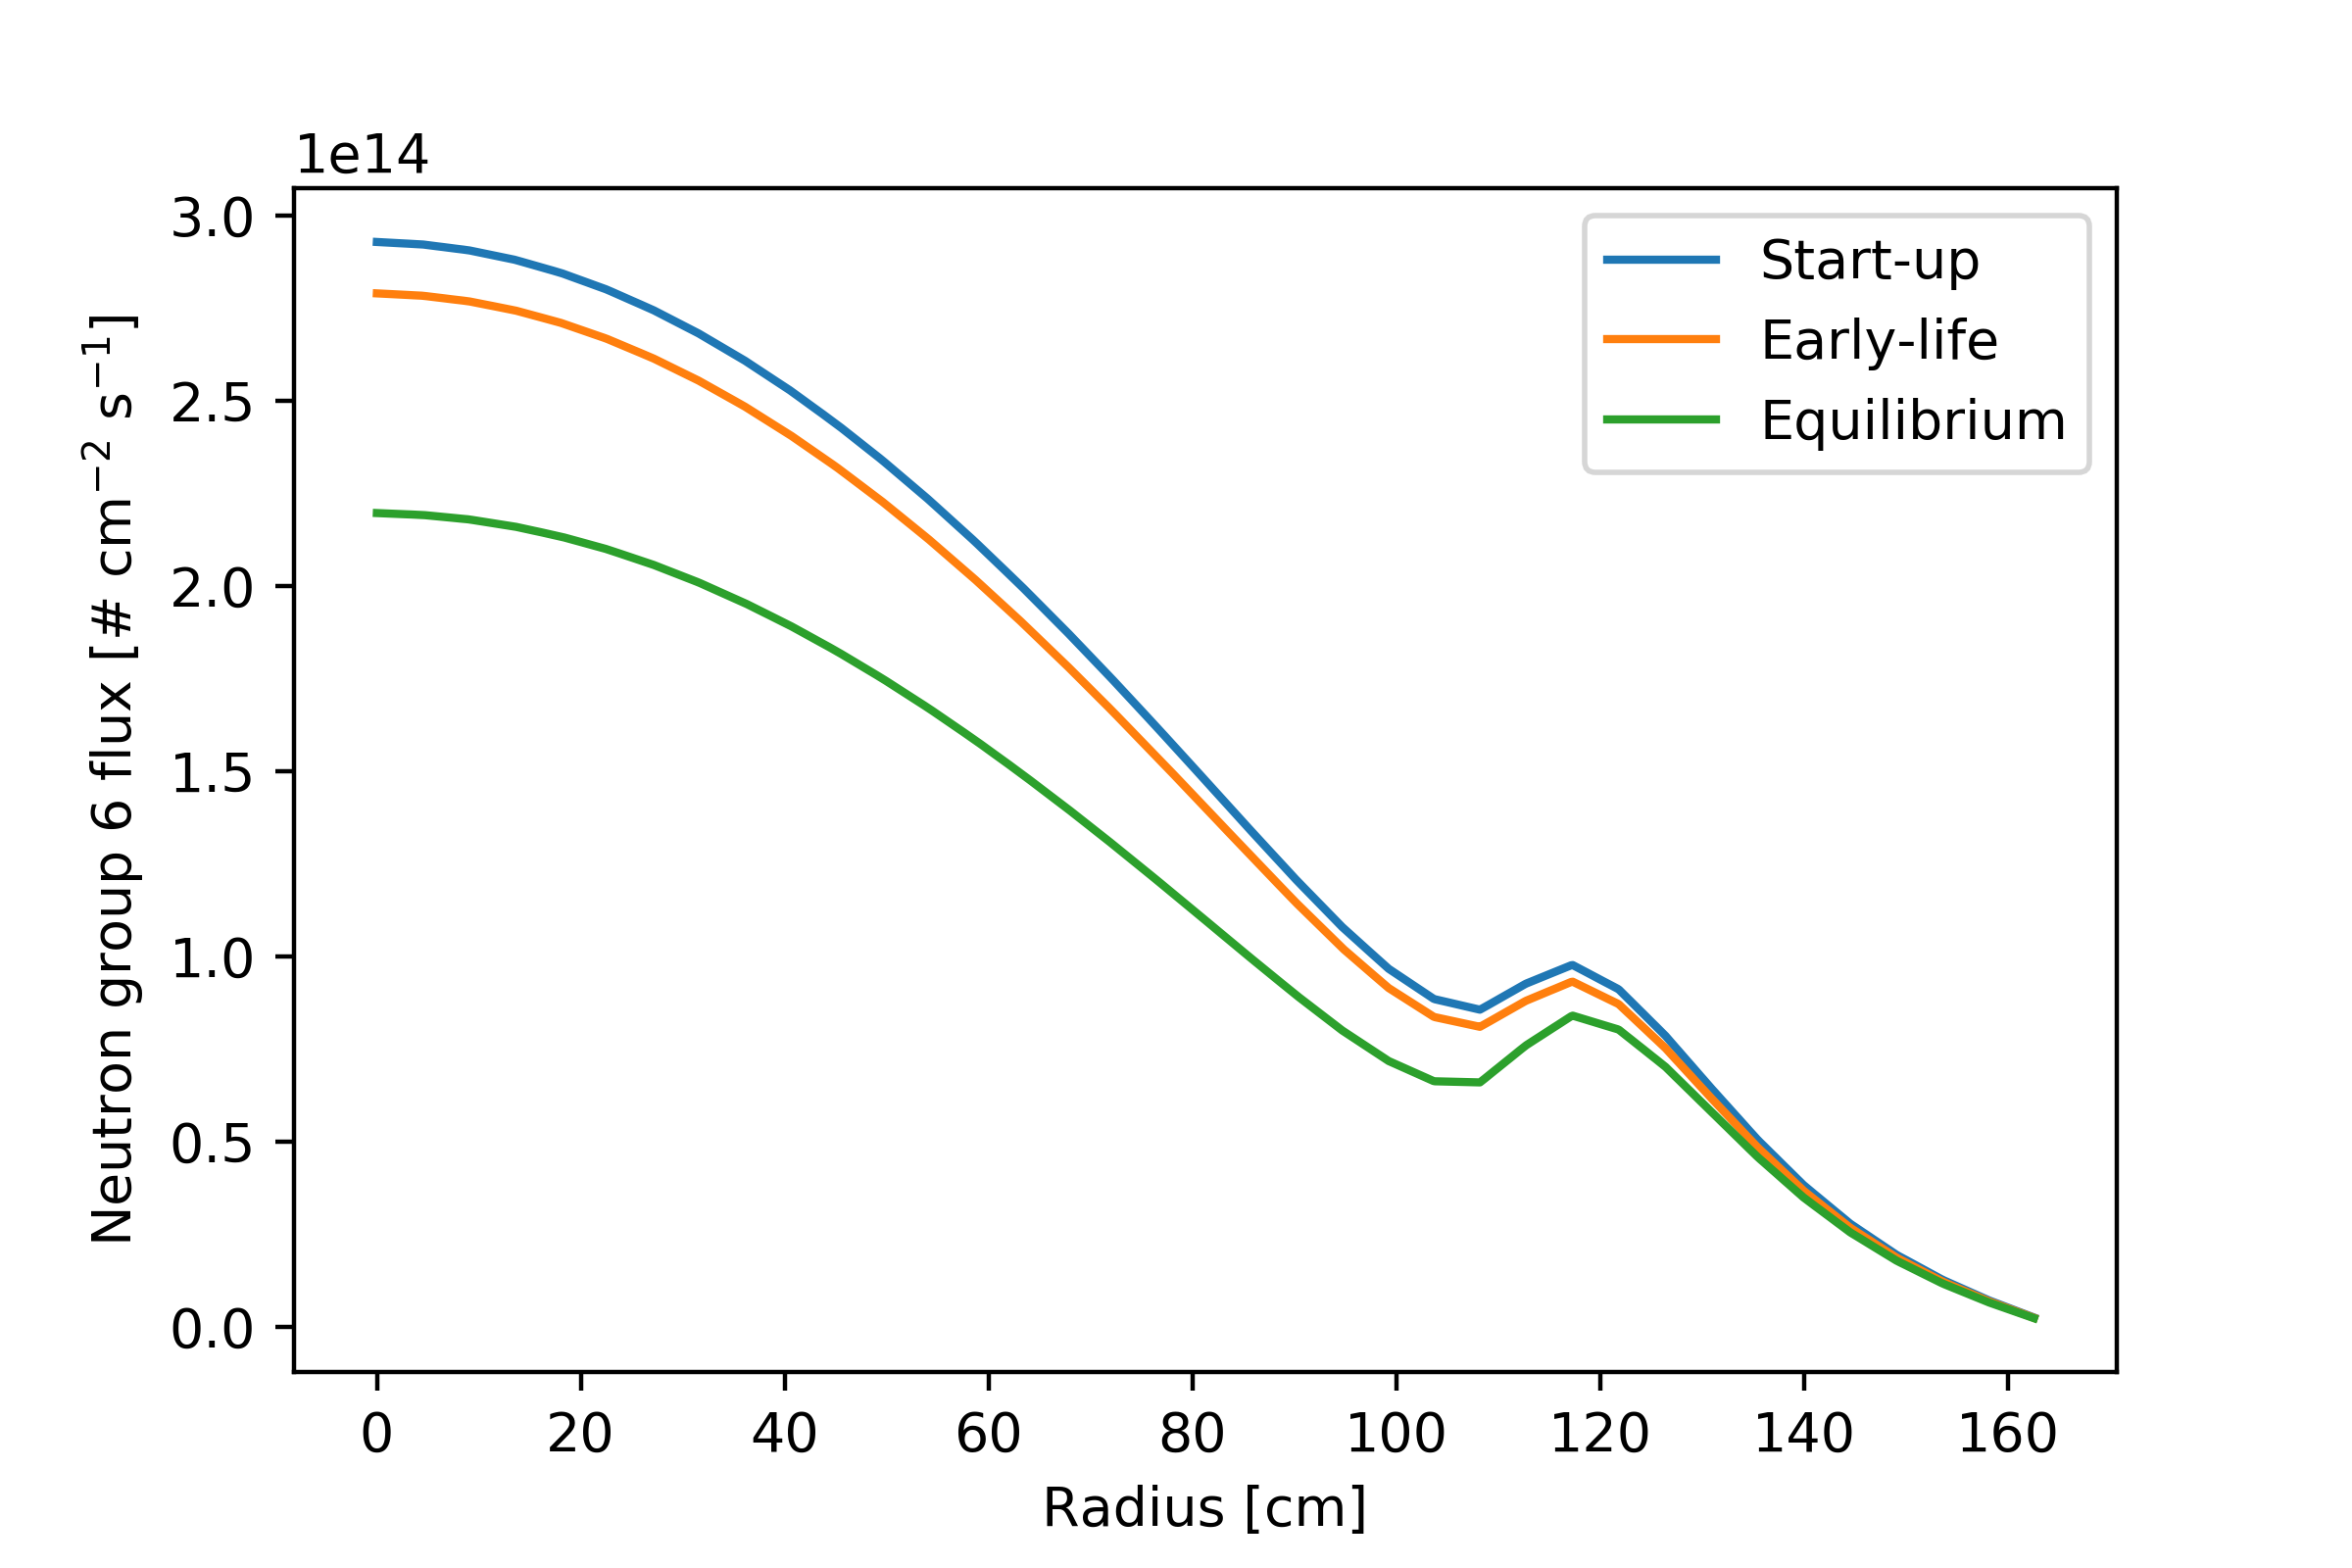 1e14
3.0
2.5
2.0
1.5
1.0
0.5
0.0
Neutron group 6 flux [# cm⁻² s⁻¹]
Start-up
Early-life
Equilibrium
0 20 40 60 80 100 120 140 160
Radius [cm]